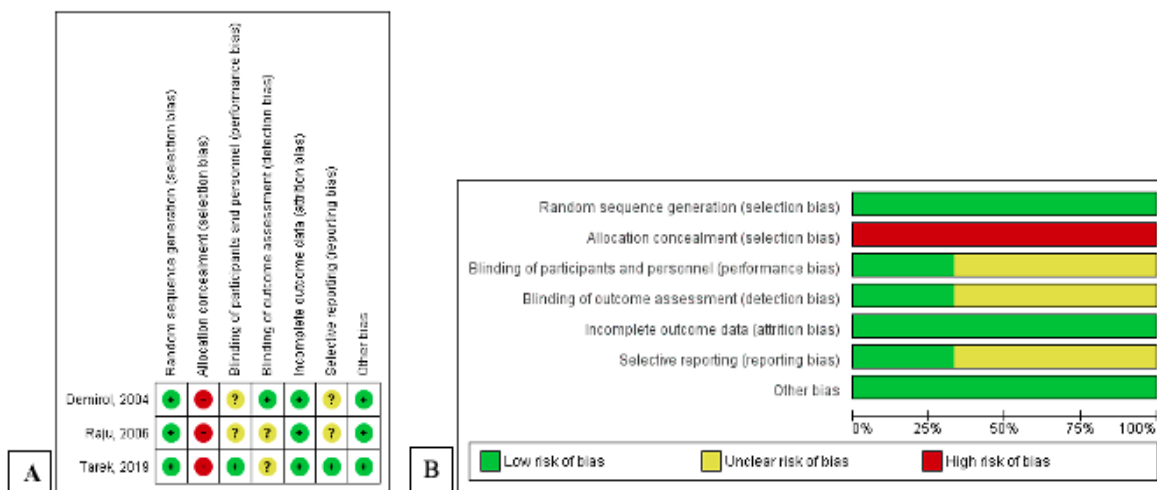 Random sequence generation (selection bias)
Allocation concealment (selection bias)
Blinding of participants and personnel (performance bias)
Blinding of outcome assessment (detection bias)
Incomplete outcome data (attrition bias)
Selective reporting (reporting bias)
Other bias
Demirol, 2004 + - ? + + ? +
Raju, 2006 + - ? ? + ? +
Tarek, 2019 + - + ? + + +
A
Random sequence generation (selection bias)
Allocation concealment (selection bias)
Blinding of participants and personnel (performance bias)
Blinding of outcome assessment (detection bias)
Incomplete outcome data (attrition bias)
Selective reporting (reporting bias)
Other bias
0% 25% 50% 75% 100%
Low risk of bias Unclear risk of bias High risk of bias
B